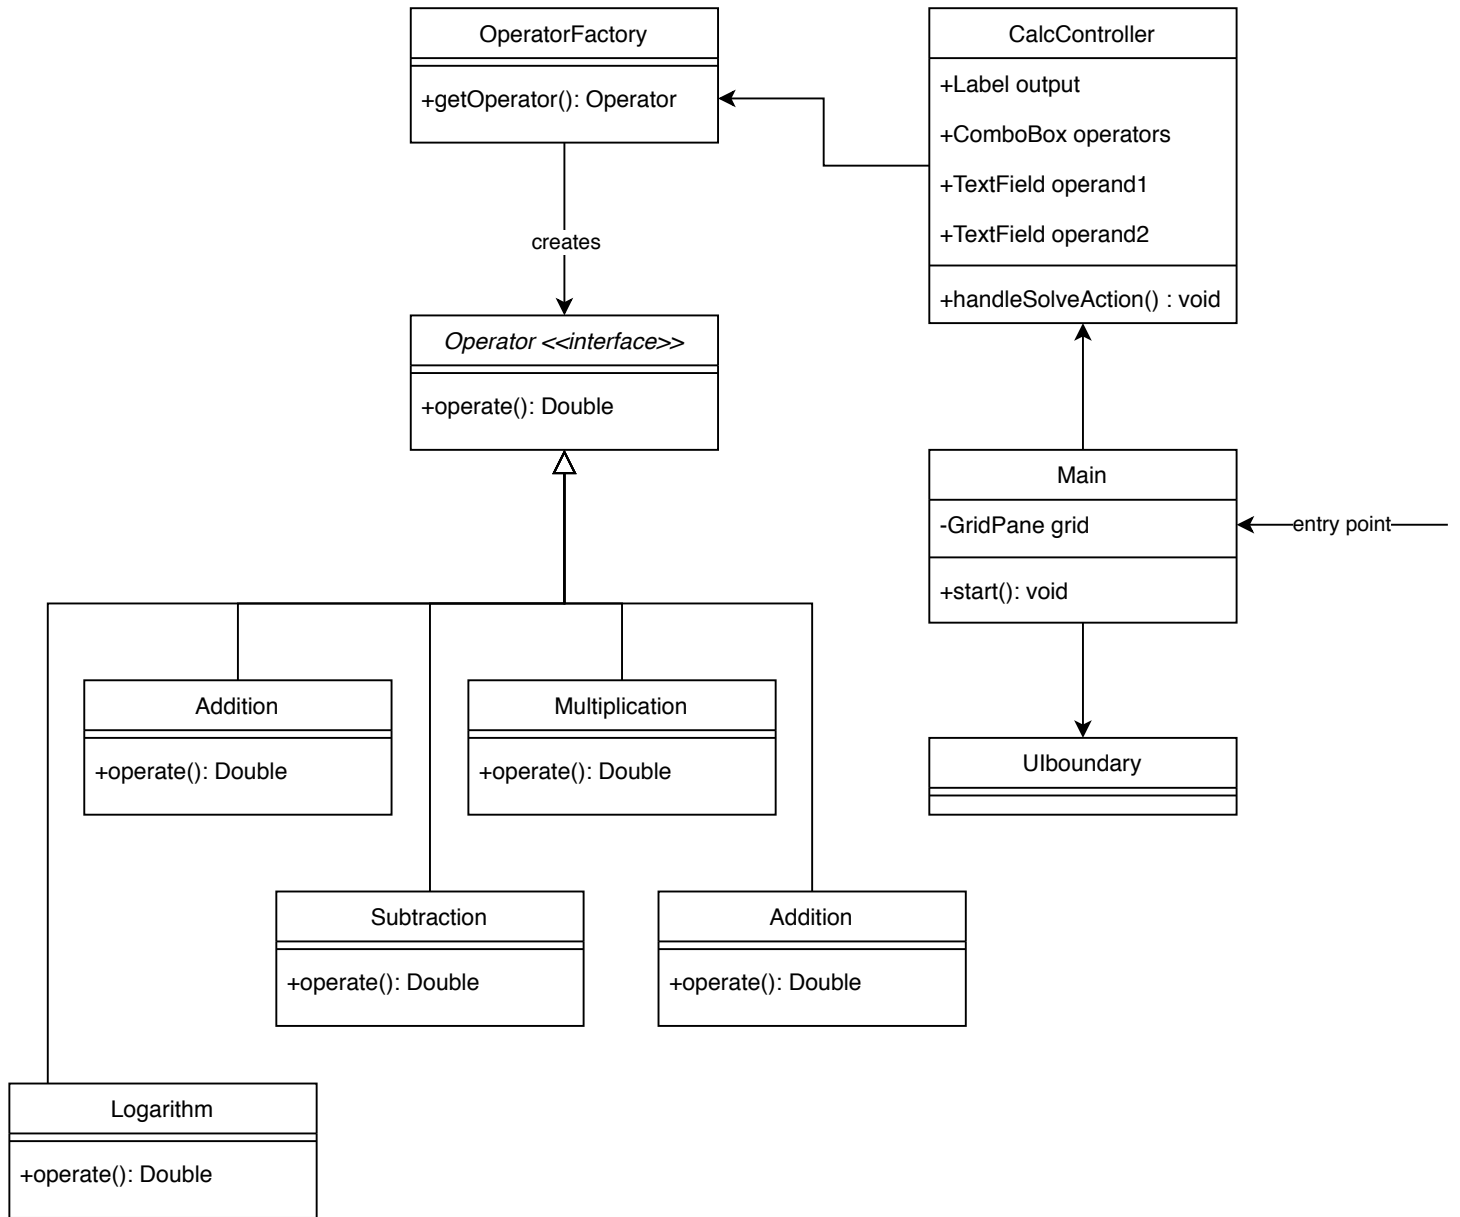 OperatorFactory
+getOperator(): Operator
CalcController
+Label output
+ComboBox operators
+TextField operand1
+TextField operand2
+handleSolveAction() : void
creates
Operator <<interface>>
+operate(): Double
Main
-GridPane grid
+start(): void
entry point
Addition
+operate(): Double
Multiplication
+operate(): Double
UIboundary
Subtraction
+operate(): Double
Addition
+operate(): Double
Logarithm
+operate(): Double